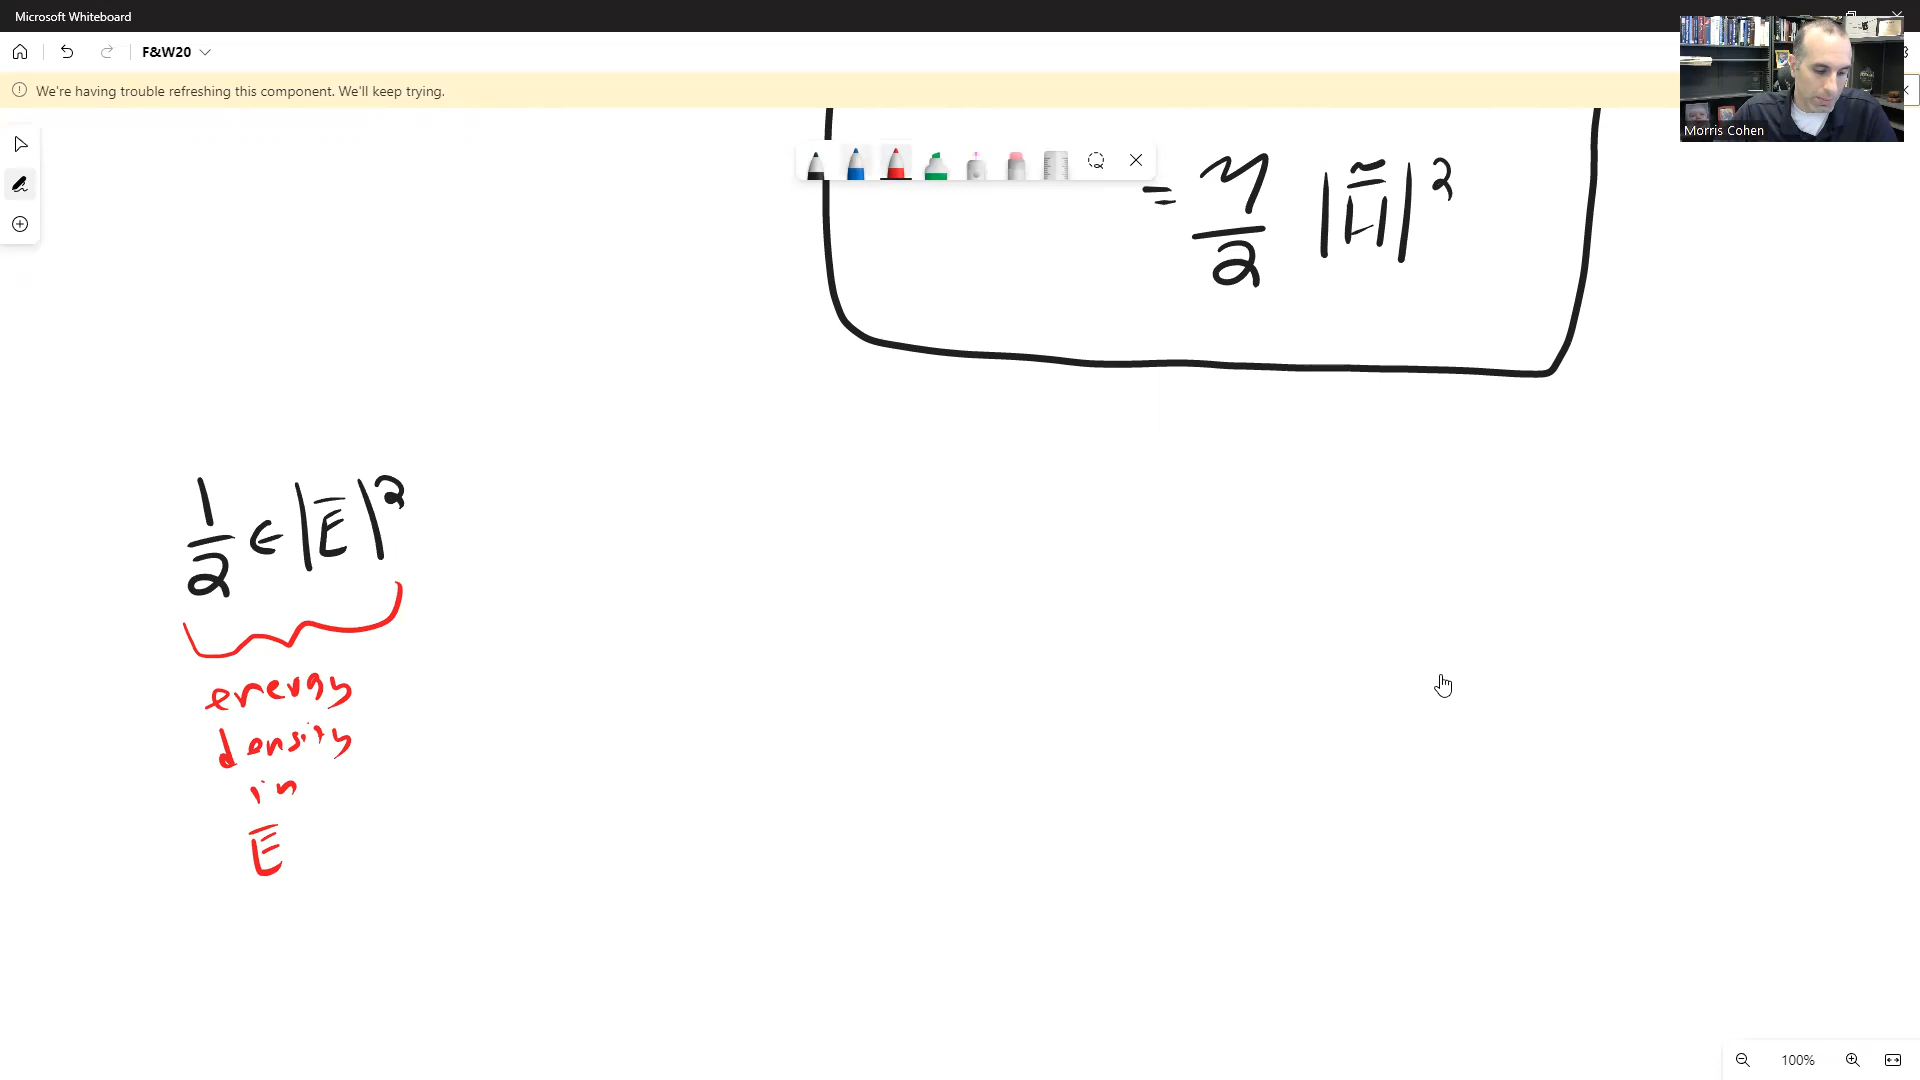 Microsoft Whiteboard
F&W20
We're having trouble refreshing this component. We'll keep trying.
Morris Cohen
= η/2 |H̄̃|²
1/2 ∈ |Ē|²
energy
density
in
Ē
100%